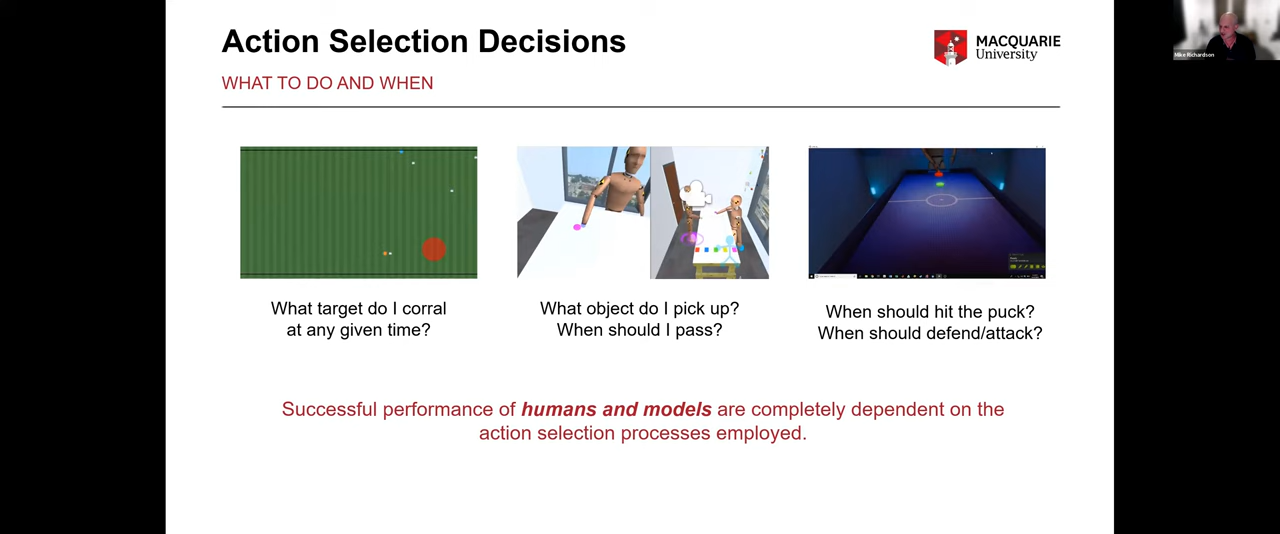 Action Selection Decisions
WHAT TO DO AND WHEN
MACQUARIE
University
Mike Richardson
What target do I corral
at any given time?
What object do I pick up?
When should I pass?
When should hit the puck?
When should defend/attack?
Successful performance of humans and models are completely dependent on the
action selection processes employed.